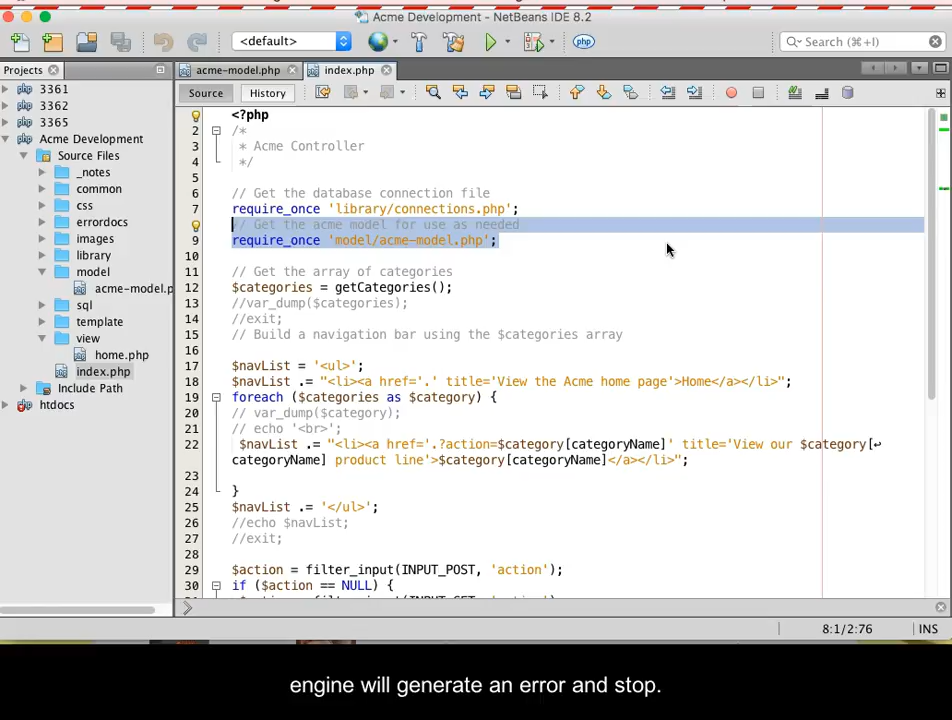 Acme Development - NetBeans IDE 8.2
<default>
php
Search (⌘+I)
Projects
acme-model.php
index.php
Source
History
3361
3362
3365
Acme Development
Source Files
_notes
common
css
errordocs
images
library
model
acme-model.p
sql
template
view
home.php
index.php
Include Path
htdocs
<?php
2 /*
3 * Acme Controller
4 */
5
6 // Get the database connection file
7 require_once 'library/connections.php';
// Get the acme model for use as needed
9 require_once 'model/acme-model.php';
10
11 // Get the array of categories
12 $categories = getCategories();
13 //var_dump($categories);
14 //exit;
15 // Build a navigation bar using the $categories array
16
17 $navList = '<ul>';
18 $navList .= "<li><a href='.' title='View the Acme home page'>Home</a></li>";
19 foreach ($categories as $category) {
20 // var_dump($category);
21 // echo '<br>';
22 $navList .= "<li><a href='.?action=$category[categoryName]' title='View our $category[↩
categoryName] product line'>$category[categoryName]</a></li>";
23
24 }
25 $navList .= '</ul>';
26 //echo $navList;
27 //exit;
28
29 $action = filter_input(INPUT_POST, 'action');
30 if ($action == NULL) {
8:1/2:76
INS
engine will generate an error and stop.